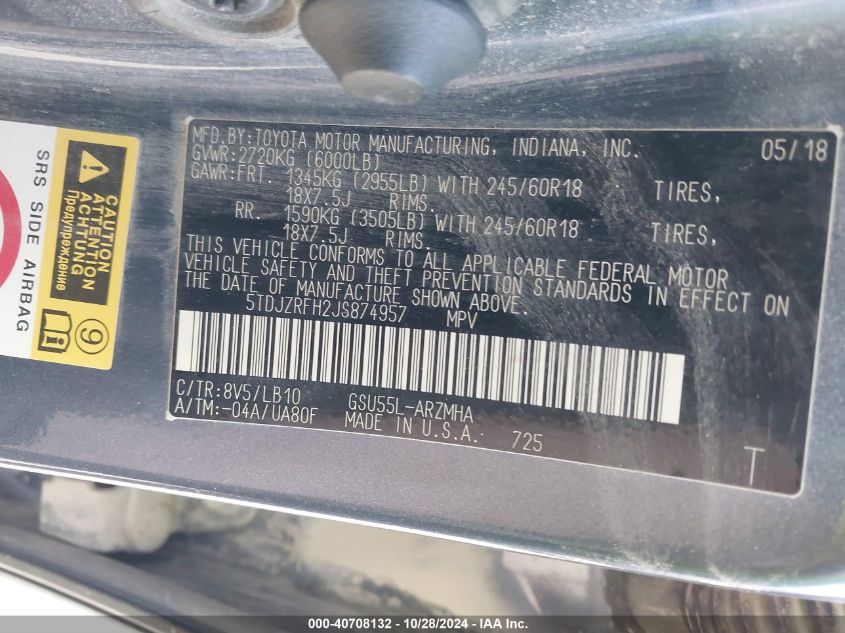 MFD.BY:TOYOTA MOTOR MANUFACTURING, INDIANA, INC. 05/18
GVWR:2720KG (6000LB)
GAWR:FRT. 1345KG (2955LB) WITH 245/60R18 TIRES,
18X7.5J RIMS.
RR. 1590KG (3505LB) WITH 245/60R18 TIRES,
18X7.5J RIMS.
THIS VEHICLE CONFORMS TO ALL APPLICABLE FEDERAL MOTOR
VEHICLE SAFETY AND THEFT PREVENTION STANDARDS IN EFFECT ON
THE DATE OF MANUFACTURE SHOWN ABOVE.
5TDJZRFH2JS874957 MPV
C/TR:8V5/LB10 GSU55L-ARZMHA
A/TM:-04A/UA80F MADE IN U.S.A. 725
T
SRS SIDE AIRBAG
CAUTION
ATTENTION
ACHTUNG
Предупреждение
9
000-40708132 - 10/28/2024 - IAA Inc.